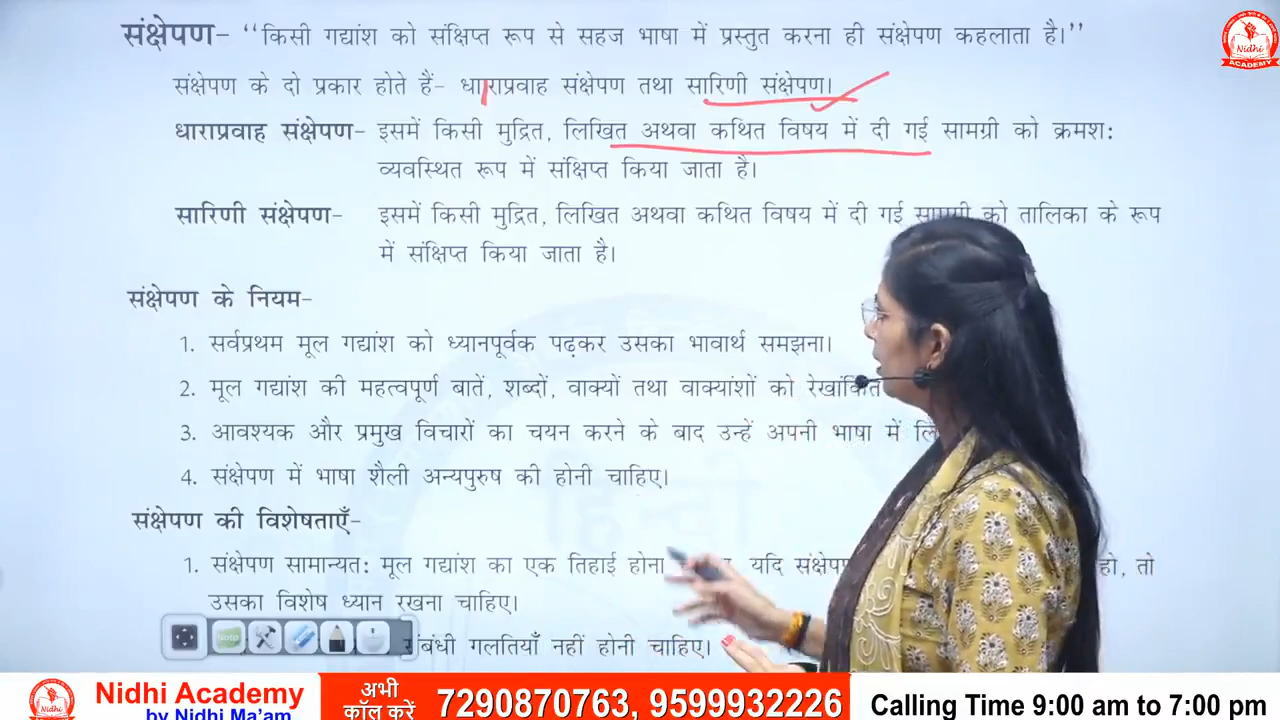 संक्षेपण- ‘‘किसी गद्यांश को संक्षिप्त रूप से सहज भाषा में प्रस्तुत करना ही संक्षेपण कहलाता है।’’
Nidhi
ACADEMY
संक्षेपण के दो प्रकार होते हैं- धाराप्रवाह संक्षेपण तथा सारिणी संक्षेपण।
धाराप्रवाह संक्षेपण- इसमें किसी मुद्रित, लिखित अथवा कथित विषय में दी गई सामग्री को क्रमश:
व्यवस्थित रूप में संक्षिप्त किया जाता है।
सारिणी संक्षेपण- इसमें किसी मुद्रित, लिखित अथवा कथित विषय में दी गई सामग्री को तालिका के रूप
में संक्षिप्त किया जाता है।
संक्षेपण के नियम-
1. सर्वप्रथम मूल गद्यांश को ध्यानपूर्वक पढ़कर उसका भावार्थ समझना।
2. मूल गद्यांश की महत्वपूर्ण बातें, शब्दों, वाक्यों तथा वाक्यांशों को रेखांकित
3. आवश्यक और प्रमुख विचारों का चयन करने के बाद उन्हें अपनी भाषा में
4. संक्षेपण में भाषा शैली अन्यपुरुष की होनी चाहिए।
हिन्दी
संक्षेपण की विशेषताएँ-
1. संक्षेपण सामान्यत: मूल गद्यांश का एक तिहाई होना यदि हो, तो
उसका विशेष ध्यान रखना चाहिए।
Note
गलतियाँ नहीं होनी चाहिए।
Nidhi Academy
by Nidhi Ma'am
अभी
कॉल करें
7290870763, 9599932226
Calling Time 9:00 am to 7:00 pm